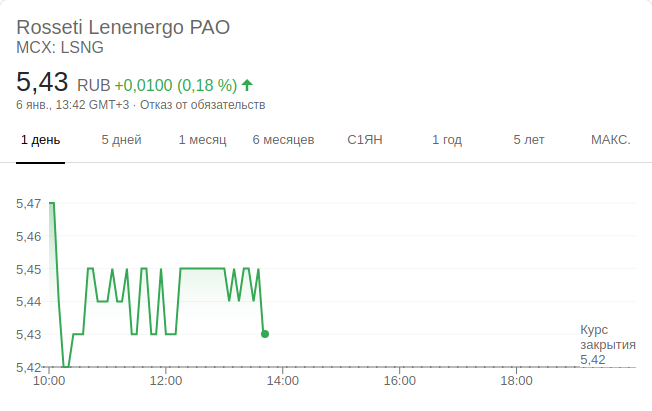 Rosseti Lenenergo PAO
MCX: LSNG
5,43 RUB +0,0100 (0,18 %)
6 янв., 13:42 GMT+3 · Отказ от обязательств
1 день 5 дней 1 месяц 6 месяцев С1ЯН 1 год 5 лет МАКС.
5,47
5,46
5,45
5,44
5,43
Курс
закрытия
5,42
5,42
10:00 12:00 14:00 16:00 18:00